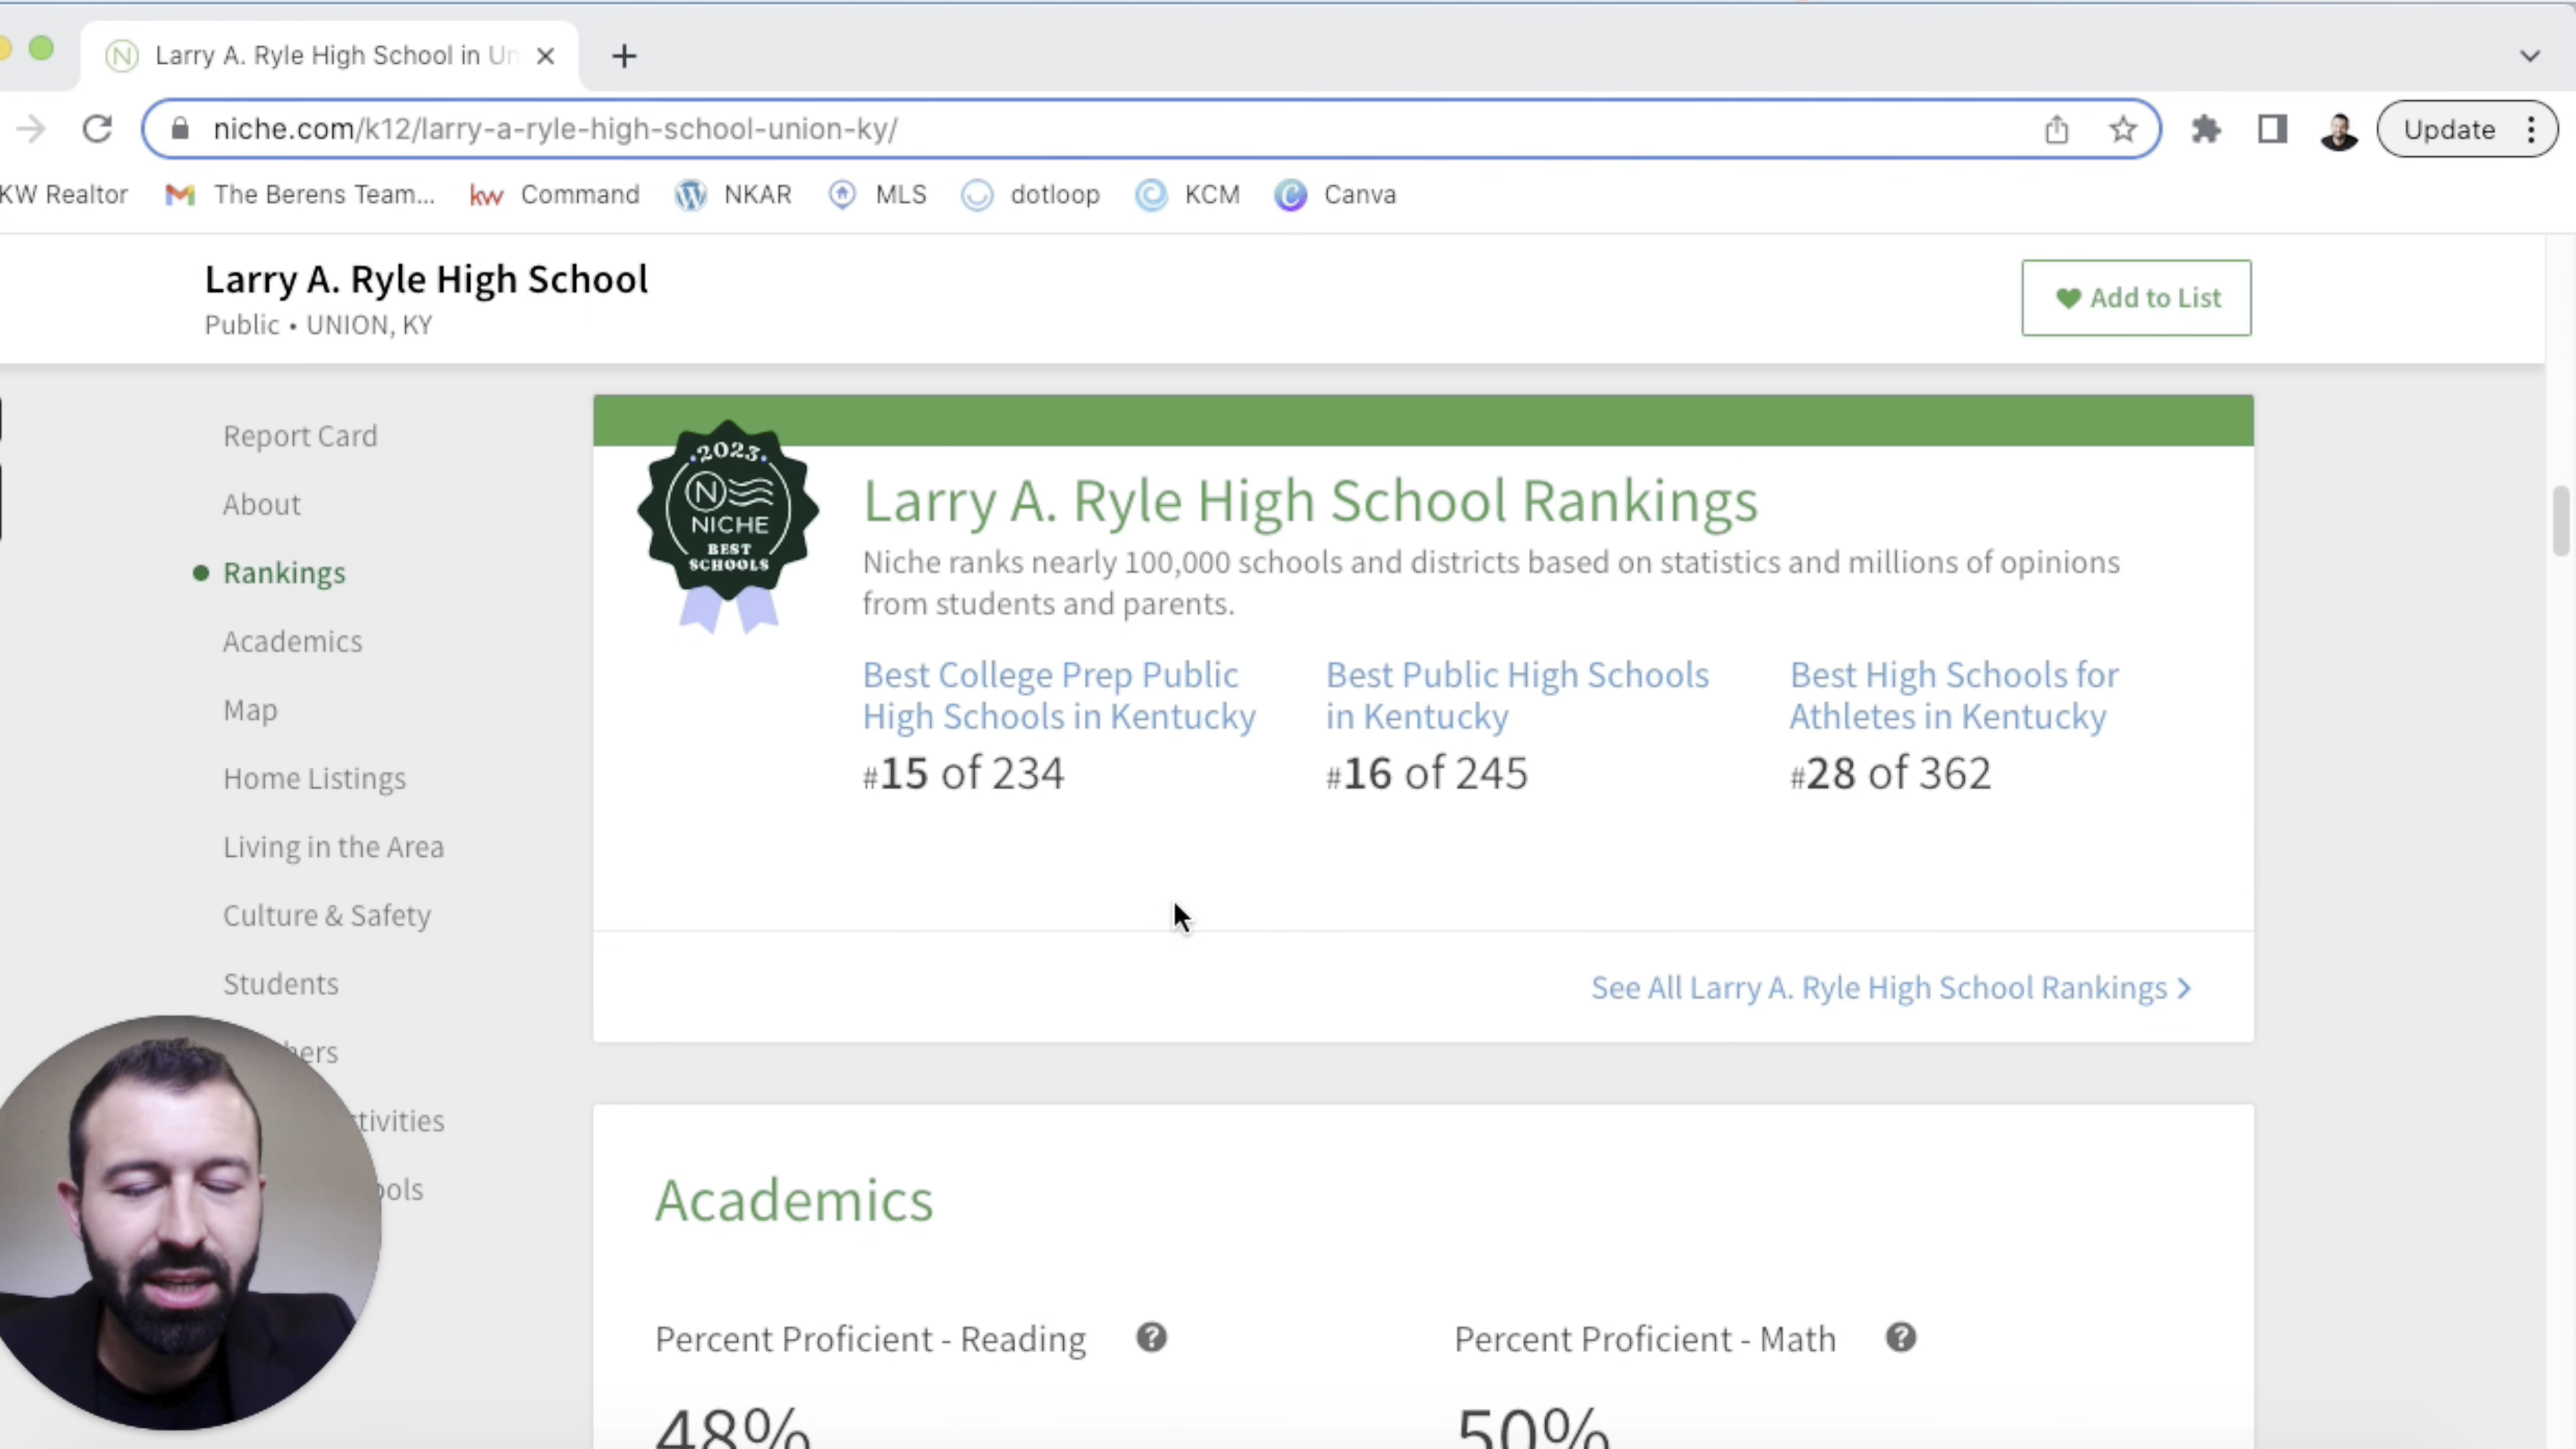 Larry A. Ryle High School in Un
niche.com/k12/larry-a-ryle-high-school-union-ky/
Update
KW Realtor
The Berens Team...
kw Command
NKAR
MLS
dotloop
KCM
Canva
Larry A. Ryle High School
Public • UNION, KY
Add to List
Report Card
About
Rankings
Academics
Map
Home Listings
Living in the Area
Culture & Safety
Students
hers
tivities
ools
2023
N
NICHE
BEST
SCHOOLS
Larry A. Ryle High School Rankings
Niche ranks nearly 100,000 schools and districts based on statistics and millions of opinions
from students and parents.
Best College Prep Public
High Schools in Kentucky
#15 of 234
Best Public High Schools
in Kentucky
#16 of 245
Best High Schools for
Athletes in Kentucky
#28 of 362
See All Larry A. Ryle High School Rankings
Academics
Percent Proficient - Reading
48%
Percent Proficient - Math
50%